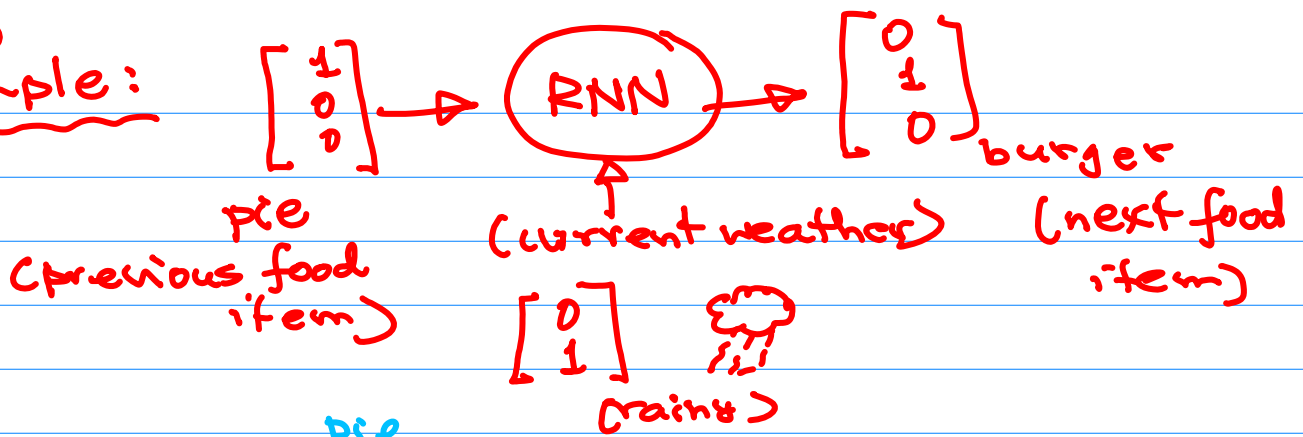 ple:
[1 0 0] → RNN → [0 1 0]
burger
pie
(current weather)
(next food item)
(previous food item)
[0 1]
(rainy)
pie